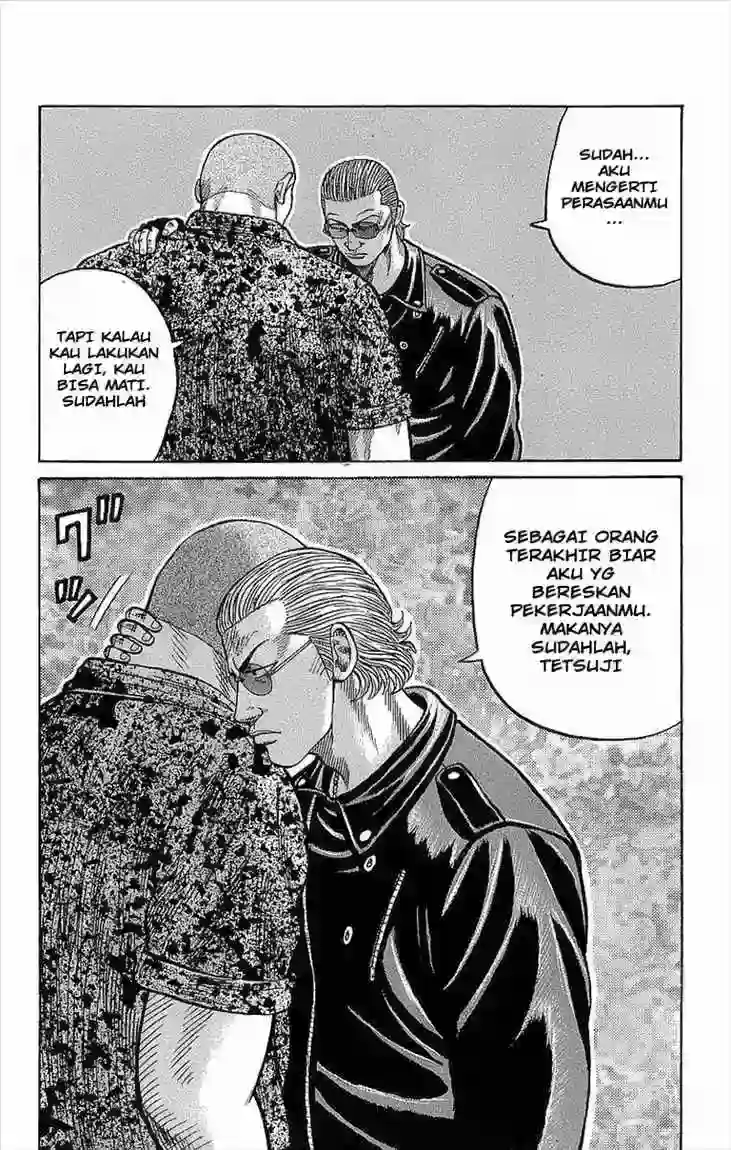 SUDAH...
AKU
MENGERTI
PERASAANMU
...
TAPI KALAU
KAU LAKUKAN
LAGI, KAU
BISA MATI.
SUDAHLAH
SEBAGAI ORANG
TERAKHIR BIAR
AKU YG
BERESKAN
PEKERJAANMU.
MAKANYA
SUDAHLAH,
TETSUJI
グッ